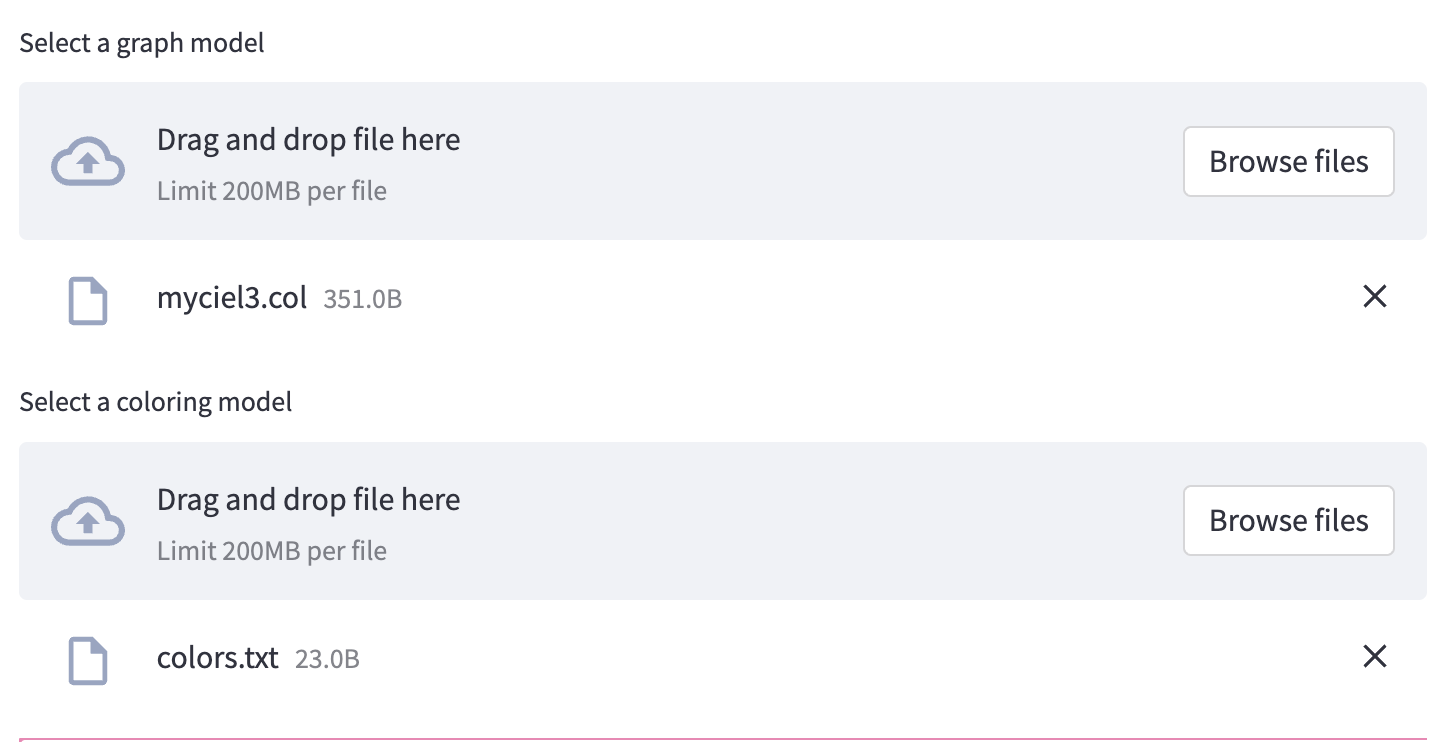 Select a graph model
Drag and drop file here
Limit 200MB per file
Browse files
myciel3.col 351.0B
Select a coloring model
Drag and drop file here
Limit 200MB per file
Browse files
colors.txt 23.0B